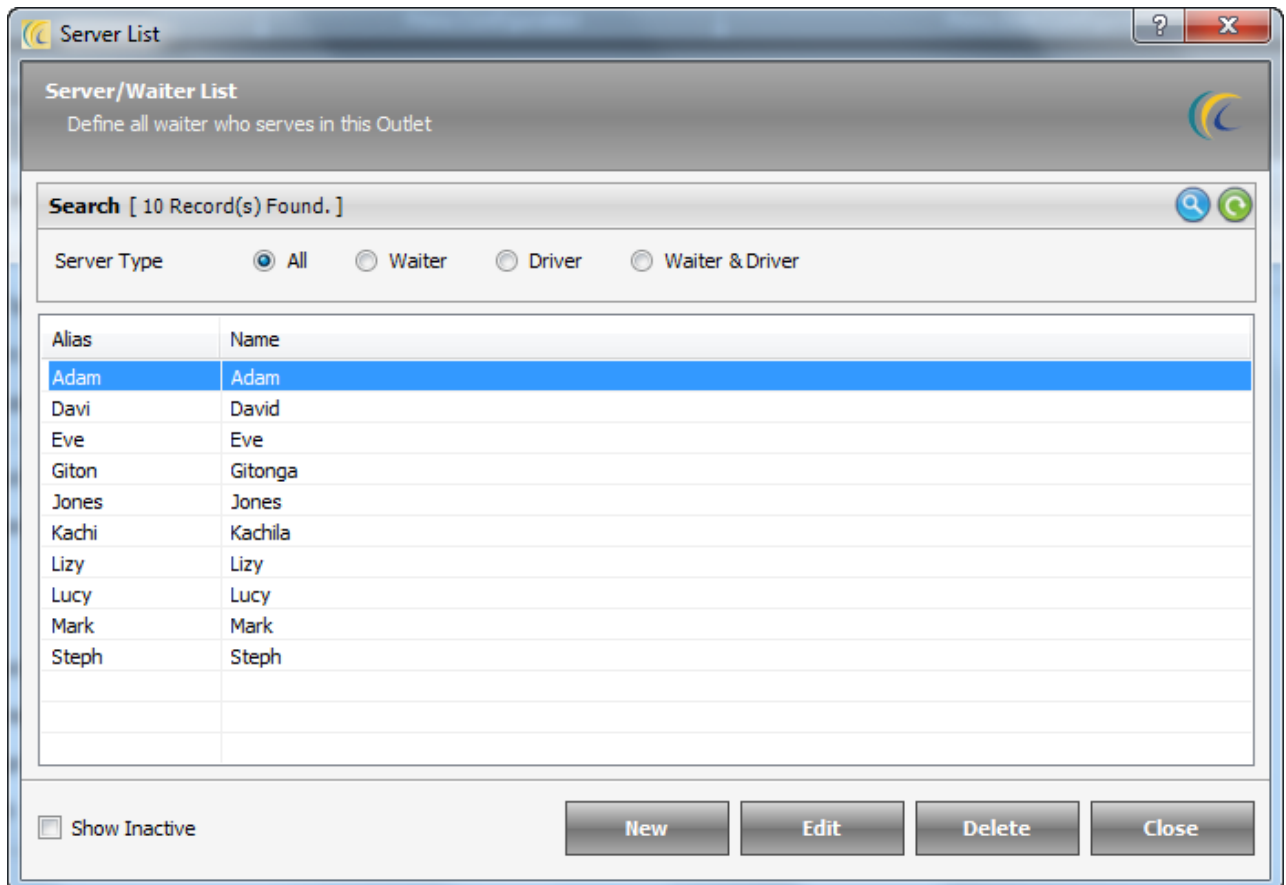 Server List
Server/Waiter List
Define all waiter who serves in this Outlet
Search [ 10 Record(s) Found. ]
Server Type All Waiter Driver Waiter & Driver
Alias Name
Adam Adam
Davi David
Eve Eve
Giton Gitonga
Jones Jones
Kachi Kachila
Lizy Lizy
Lucy Lucy
Mark Mark
Steph Steph
Show Inactive New Edit Delete Close